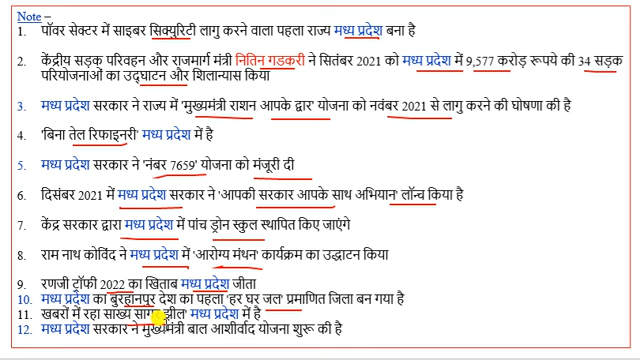 Note –
1. पॉवर सेक्टर में साइबर सिक्युरिटी लागु करने वाला पहला राज्य मध्य प्रदेश बना है
2. केंद्रीय सड़क परिवहन और राजमार्ग मंत्री नितिन गडकरी ने सितंबर 2021 को मध्य प्रदेश में 9,577 करोड़ रूपये की 34 सड़क
परियोजनाओं का उद्घाटन और शिलान्यास किया
3. मध्य प्रदेश सरकार ने राज्य में 'मुख्यमंत्री राशन आपके द्वार' योजना को नवंबर 2021 से लागु करने की घोषणा की है
4. 'बिना तेल रिफाइनरी' मध्य प्रदेश में है
5. मध्य प्रदेश सरकार ने 'नंबर 7659' योजना को मंजूरी दी
6. दिसंबर 2021 में मध्य प्रदेश सरकार ने 'आपकी सरकार आपके साथ अभियान' लॉन्च किया है
7. केंद्र सरकार द्वारा मध्य प्रदेश में पांच ड्रोन स्कुल स्थापित किए जाएंगे
8. राम नाथ कोविंद ने मध्य प्रदेश में 'आरोग्य मंथन' कार्यक्रम का उद्घाटन किया
9. रणजी ट्रॉफी 2022 का खिताब मध्य प्रदेश जीता
10. मध्य प्रदेश का बुरहानपुर देश का पहला 'हर घर जल' प्रमाणित जिला बन गया है
11. खबरों में रहा सांख्य सागर झील' मध्य प्रदेश में है
12. मध्य प्रदेश सरकार ने मुख्यमंत्री बाल आशीर्वाद योजना शुरू की है